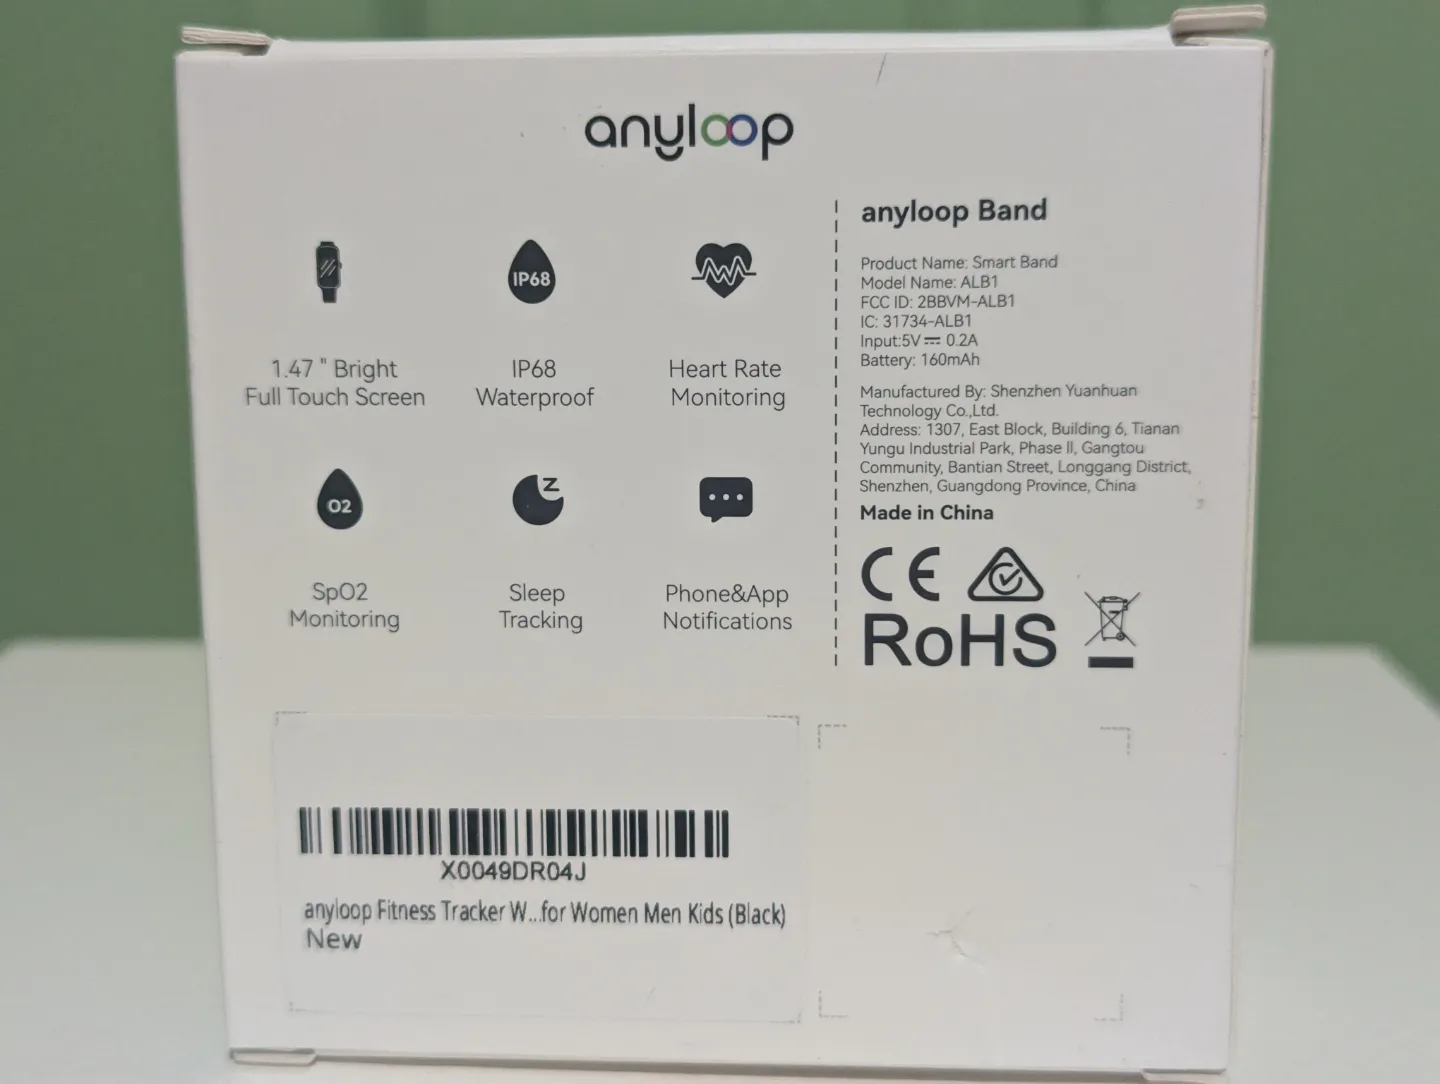 anyloop
1.47 " Bright
Full Touch Screen
IP68
IP68
Waterproof
Heart Rate
Monitoring
O2
SpO2
Monitoring
Z
Sleep
Tracking
Phone&App
Notifications
anyloop Band
Product Name: Smart Band
Model Name: ALB1
FCC ID: 2BBVM-ALB1
IC: 31734-ALB1
Input:5V⎓0.2A
Battery: 160mAh
Manufactured By: Shenzhen Yuanhuan
Technology Co.,Ltd.
Address: 1307, East Block, Building 6, Tianan
Yungu Industrial Park, Phase II, Gangtou
Community, Bantian Street, Longgang District,
Shenzhen, Guangdong Province, China
Made in China
CE
RoHS
X0049DR04J
anyloop Fitness Tracker W...for Women Men Kids (Black)
New